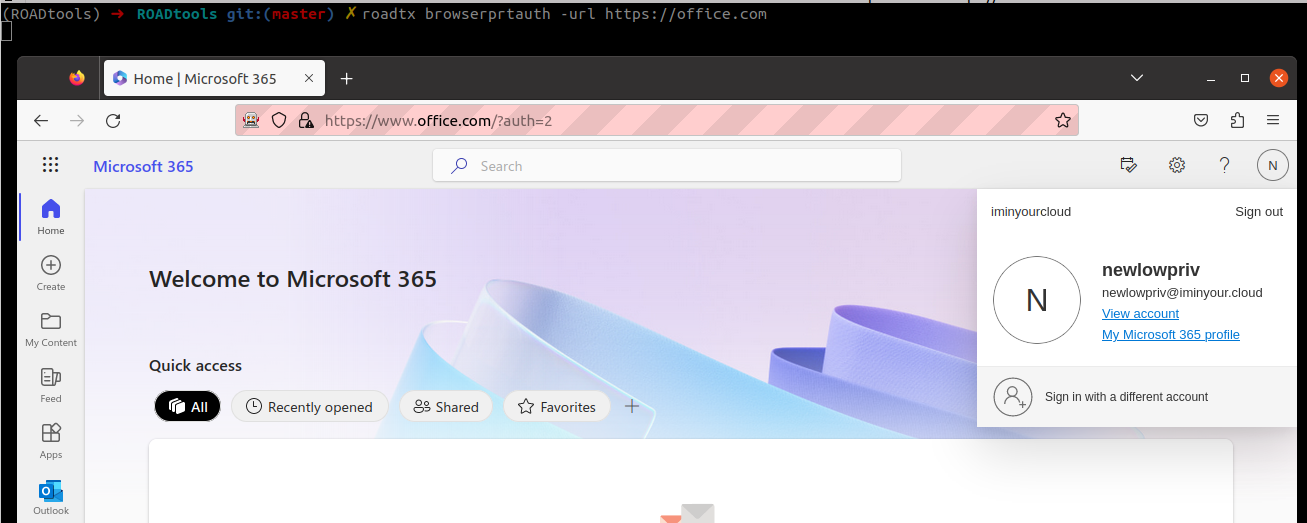 (ROADtools) ➜ ROADtools git:(master) ✗ roadtx browserprtauth -url https://office.com
Home | Microsoft 365
https://www.office.com/?auth=2
Microsoft 365
Search
N
Home
Create
My Content
Feed
Apps
Outlook
Welcome to Microsoft 365
Quick access
All
Recently opened
Shared
Favorites
iminyourcloud
Sign out
N
newlowpriv
newlowpriv@iminyour.cloud
View account
My Microsoft 365 profile
Sign in with a different account